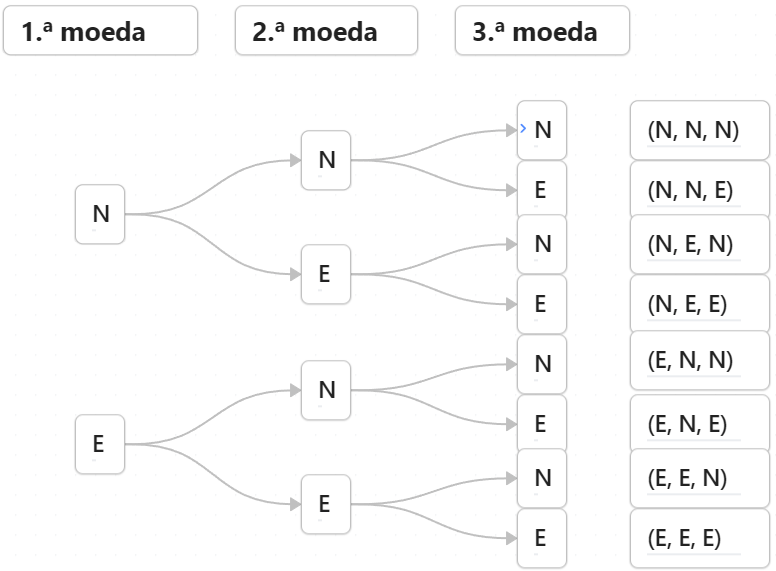 1.ª moeda 2.ª moeda 3.ª moeda
N (N, N, N)
N
E (N, N, E)
N
N (N, E, N)
E
E (N, E, E)
N (E, N, N)
N
E (E, N, E)
E
N (E, E, N)
E
E (E, E, E)